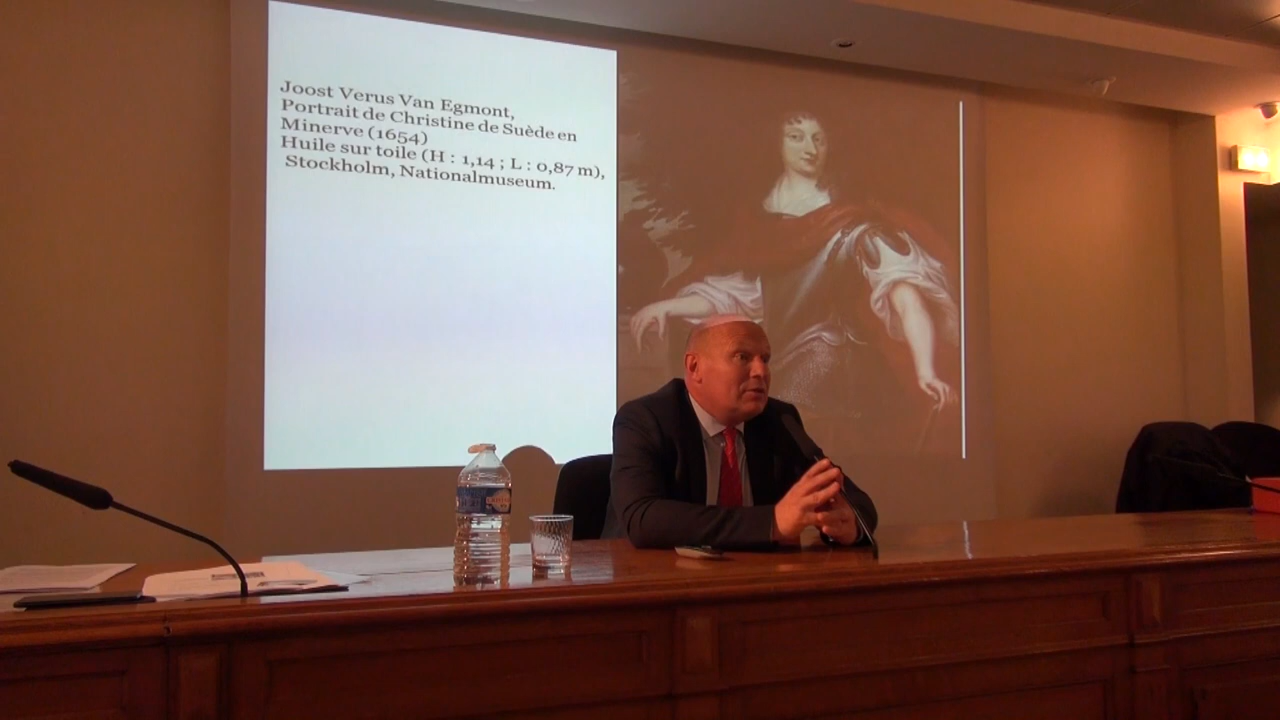 Joost Verus Van Egmont,
Portrait de Christine de Suède en
Minerve (1654)
Huile sur toile (H : 1,14 ; L : 0,87 m),
Stockholm, Nationalmuseum.